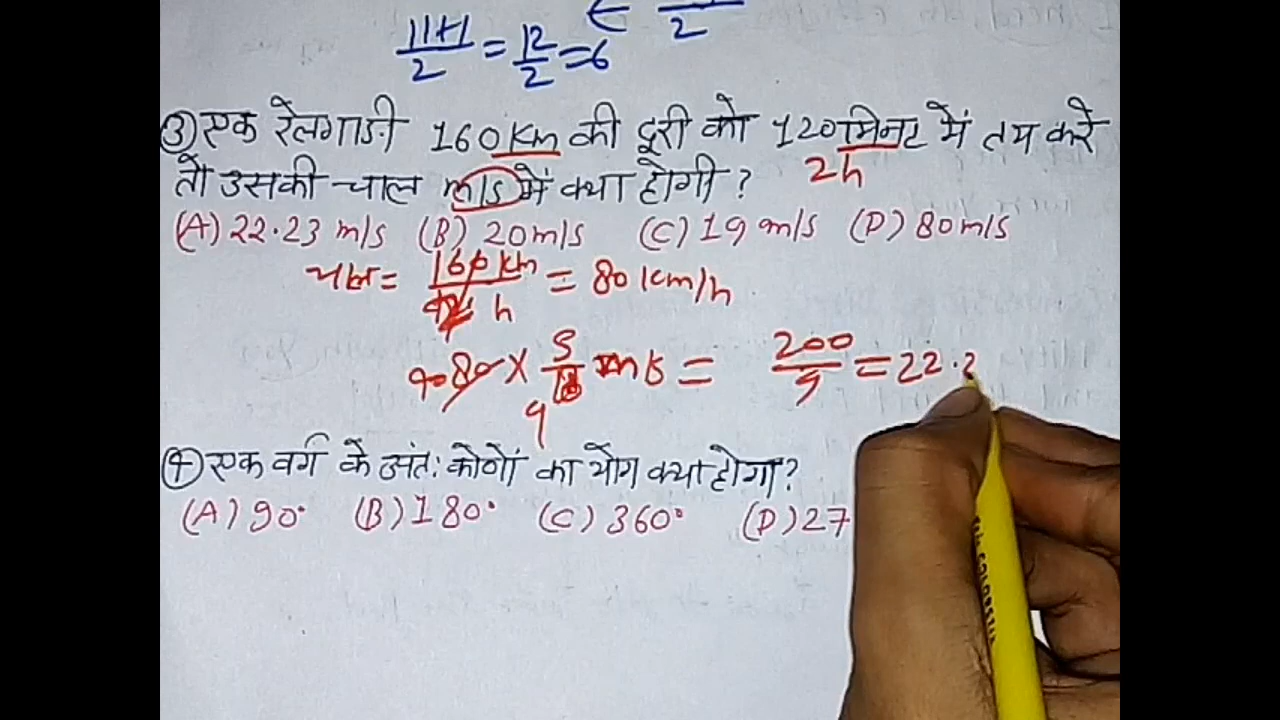 11+1/2 = 12/2 = 6 ← /2
③ एक रेलगाड़ी 160 Km की दूरी को 120 मिनट में तय करे
2h
तो उसकी चाल m/s में क्या होगी ?
(A) 22.23 m/s (B) 20 m/s (C) 19 m/s (D) 80 m/s
चाल = 160 km / h = 80 km/h
40 80 × 5/18 m/s = 200/9 = 22.2
9
④ एक वर्ग के अंत: कोणों का योग क्या होगा ?
(A) 90° (B) 180° (C) 360° (D) 27